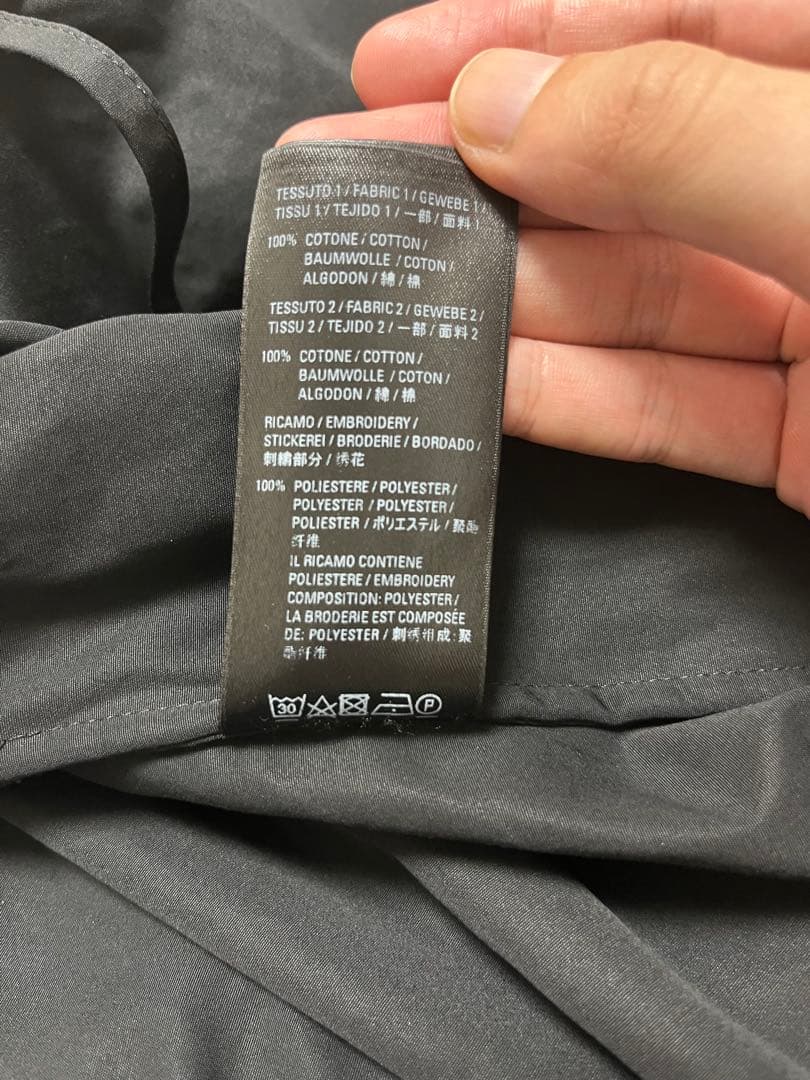 TESSUTO 1 / FABRIC 1 / GEWEBE 1 /
TISSU 1 / TEJIDO 1 / 一部 / 面料 1
100% COTONE / COTTON /
BAUMWOLLE / COTON /
ALGODON / 綿 / 棉
TESSUTO 2 / FABRIC 2 / GEWEBE 2 /
TISSU 2 / TEJIDO 2 / 一部 / 面料 2
100% COTONE / COTTON /
BAUMWOLLE / COTON /
ALGODON / 綿 / 棉
RICAMO / EMBROIDERY /
STICKEREI / BRODERIE / BORDADO /
刺繍部分 / 绣花
100% POLIESTERE / POLYESTER /
POLYESTER / POLYESTER /
POLIESTER / ポリエステル / 聚酯
纤维
IL RICAMO CONTIENE
POLIESTERE / EMBROIDERY
COMPOSITION: POLYESTER /
LA BRODERIE EST COMPOSÉE
DE: POLYESTER / 刺绣组成: 聚
酯纤维
30 P